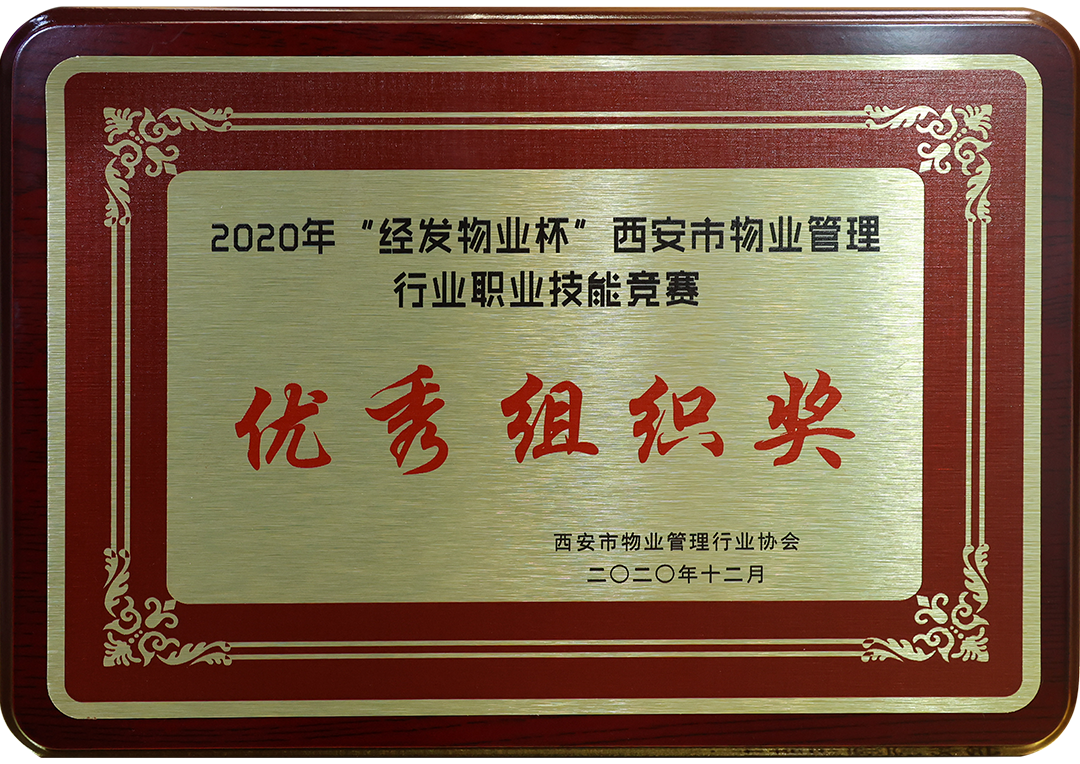 2020年“经发物业杯”西安市物业管理
行业职业技能竞赛
优秀组织奖
西安市物业管理行业协会
二〇二〇年十二月